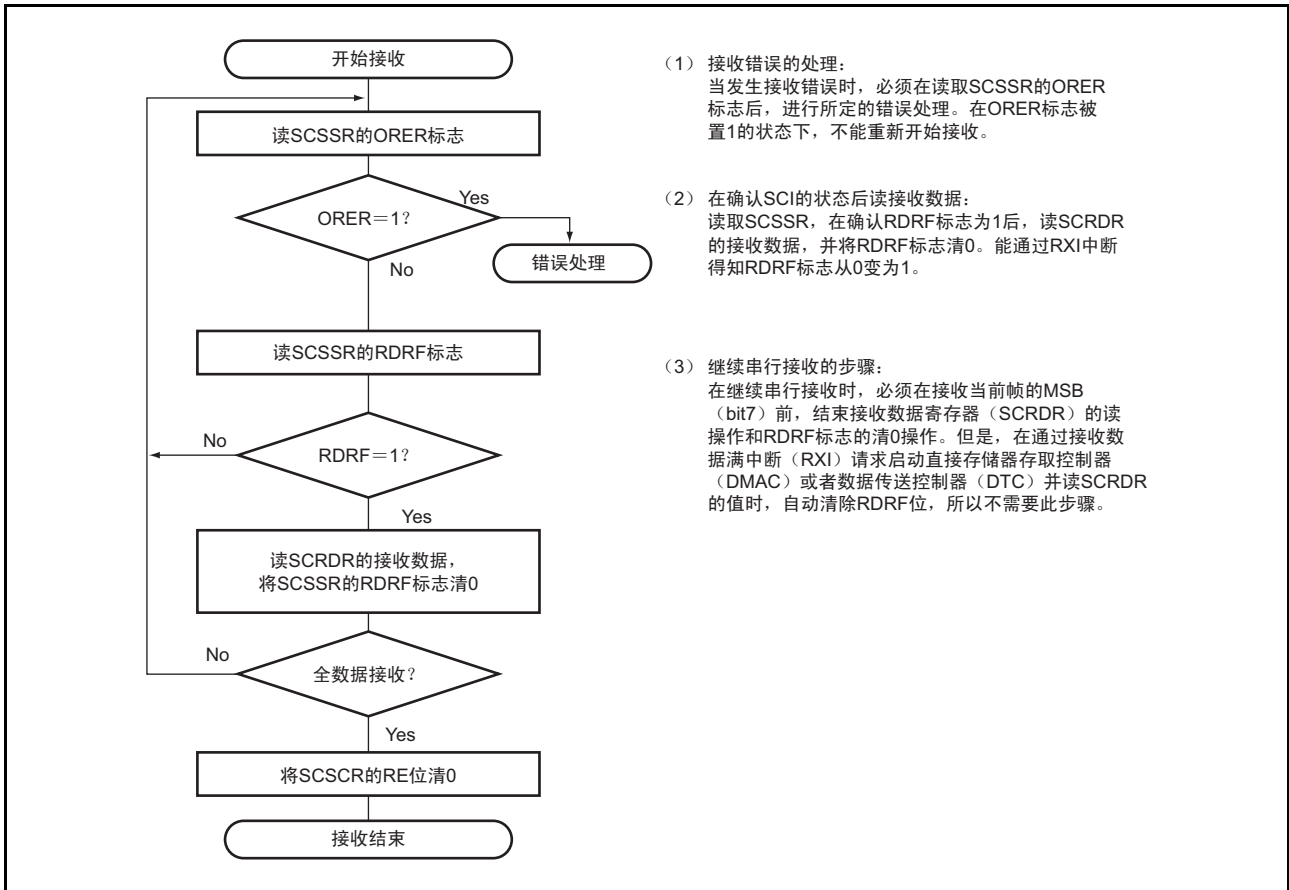 开始接收
读SCSSR的ORER标志
ORER＝1？
Yes
No
错误处理
读SCSSR的RDRF标志
RDRF＝1？
No
Yes
读SCRDR的接收数据，
将SCSSR的RDRF标志清0
全数据接收？
No
Yes
将SCSCR的RE位清0
接收结束
（1） 接收错误的处理：
当发生接收错误时，必须在读取SCSSR的ORER
标志后，进行所定的错误处理。在ORER标志被
置1的状态下，不能重新开始接收。
（2） 在确认SCI的状态后读接收数据：
读取SCSSR，在确认RDRF标志为1后，读SCRDR
的接收数据，并将RDRF标志清0。能通过RXI中断
得知RDRF标志从0变为1。
（3） 继续串行接收的步骤：
在继续串行接收时，必须在接收当前帧的MSB
（bit7）前，结束接收数据寄存器（SCRDR）的读
操作和RDRF标志的清0操作。但是，在通过接收数
据满中断（RXI）请求启动直接存储器存取控制器
（DMAC）或者数据传送控制器（DTC）并读SCRDR
的值时，自动清除RDRF位，所以不需要此步骤。